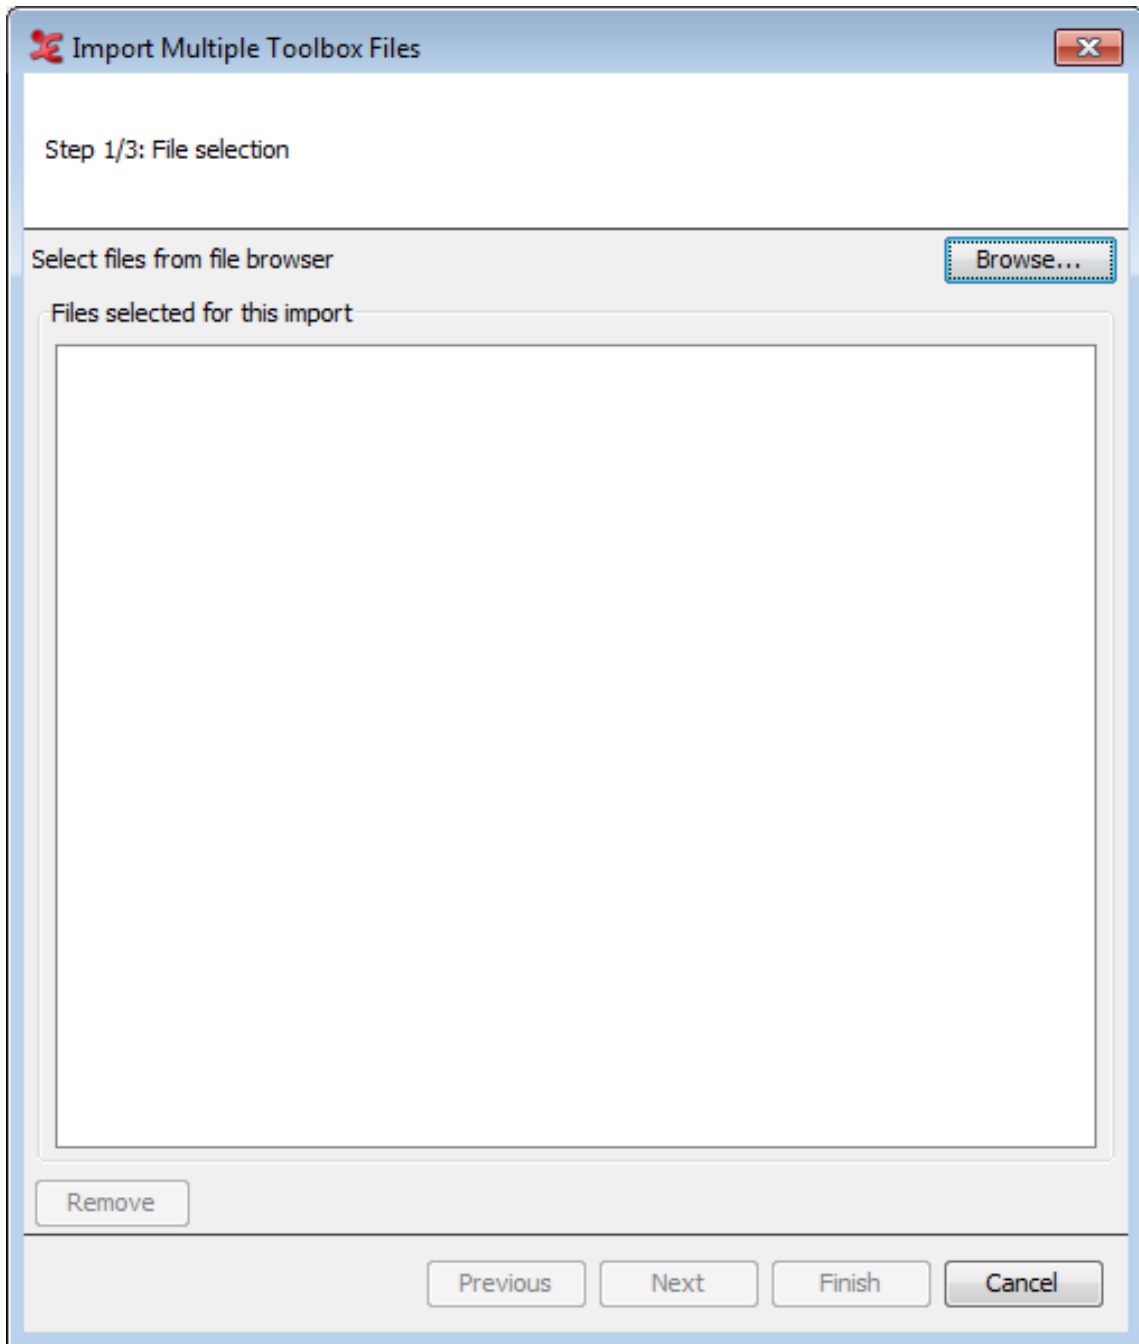 Import Multiple Toolbox Files
Step 1/3: File selection
Select files from file browser
Browse...
Files selected for this import
Remove
Previous
Next
Finish
Cancel